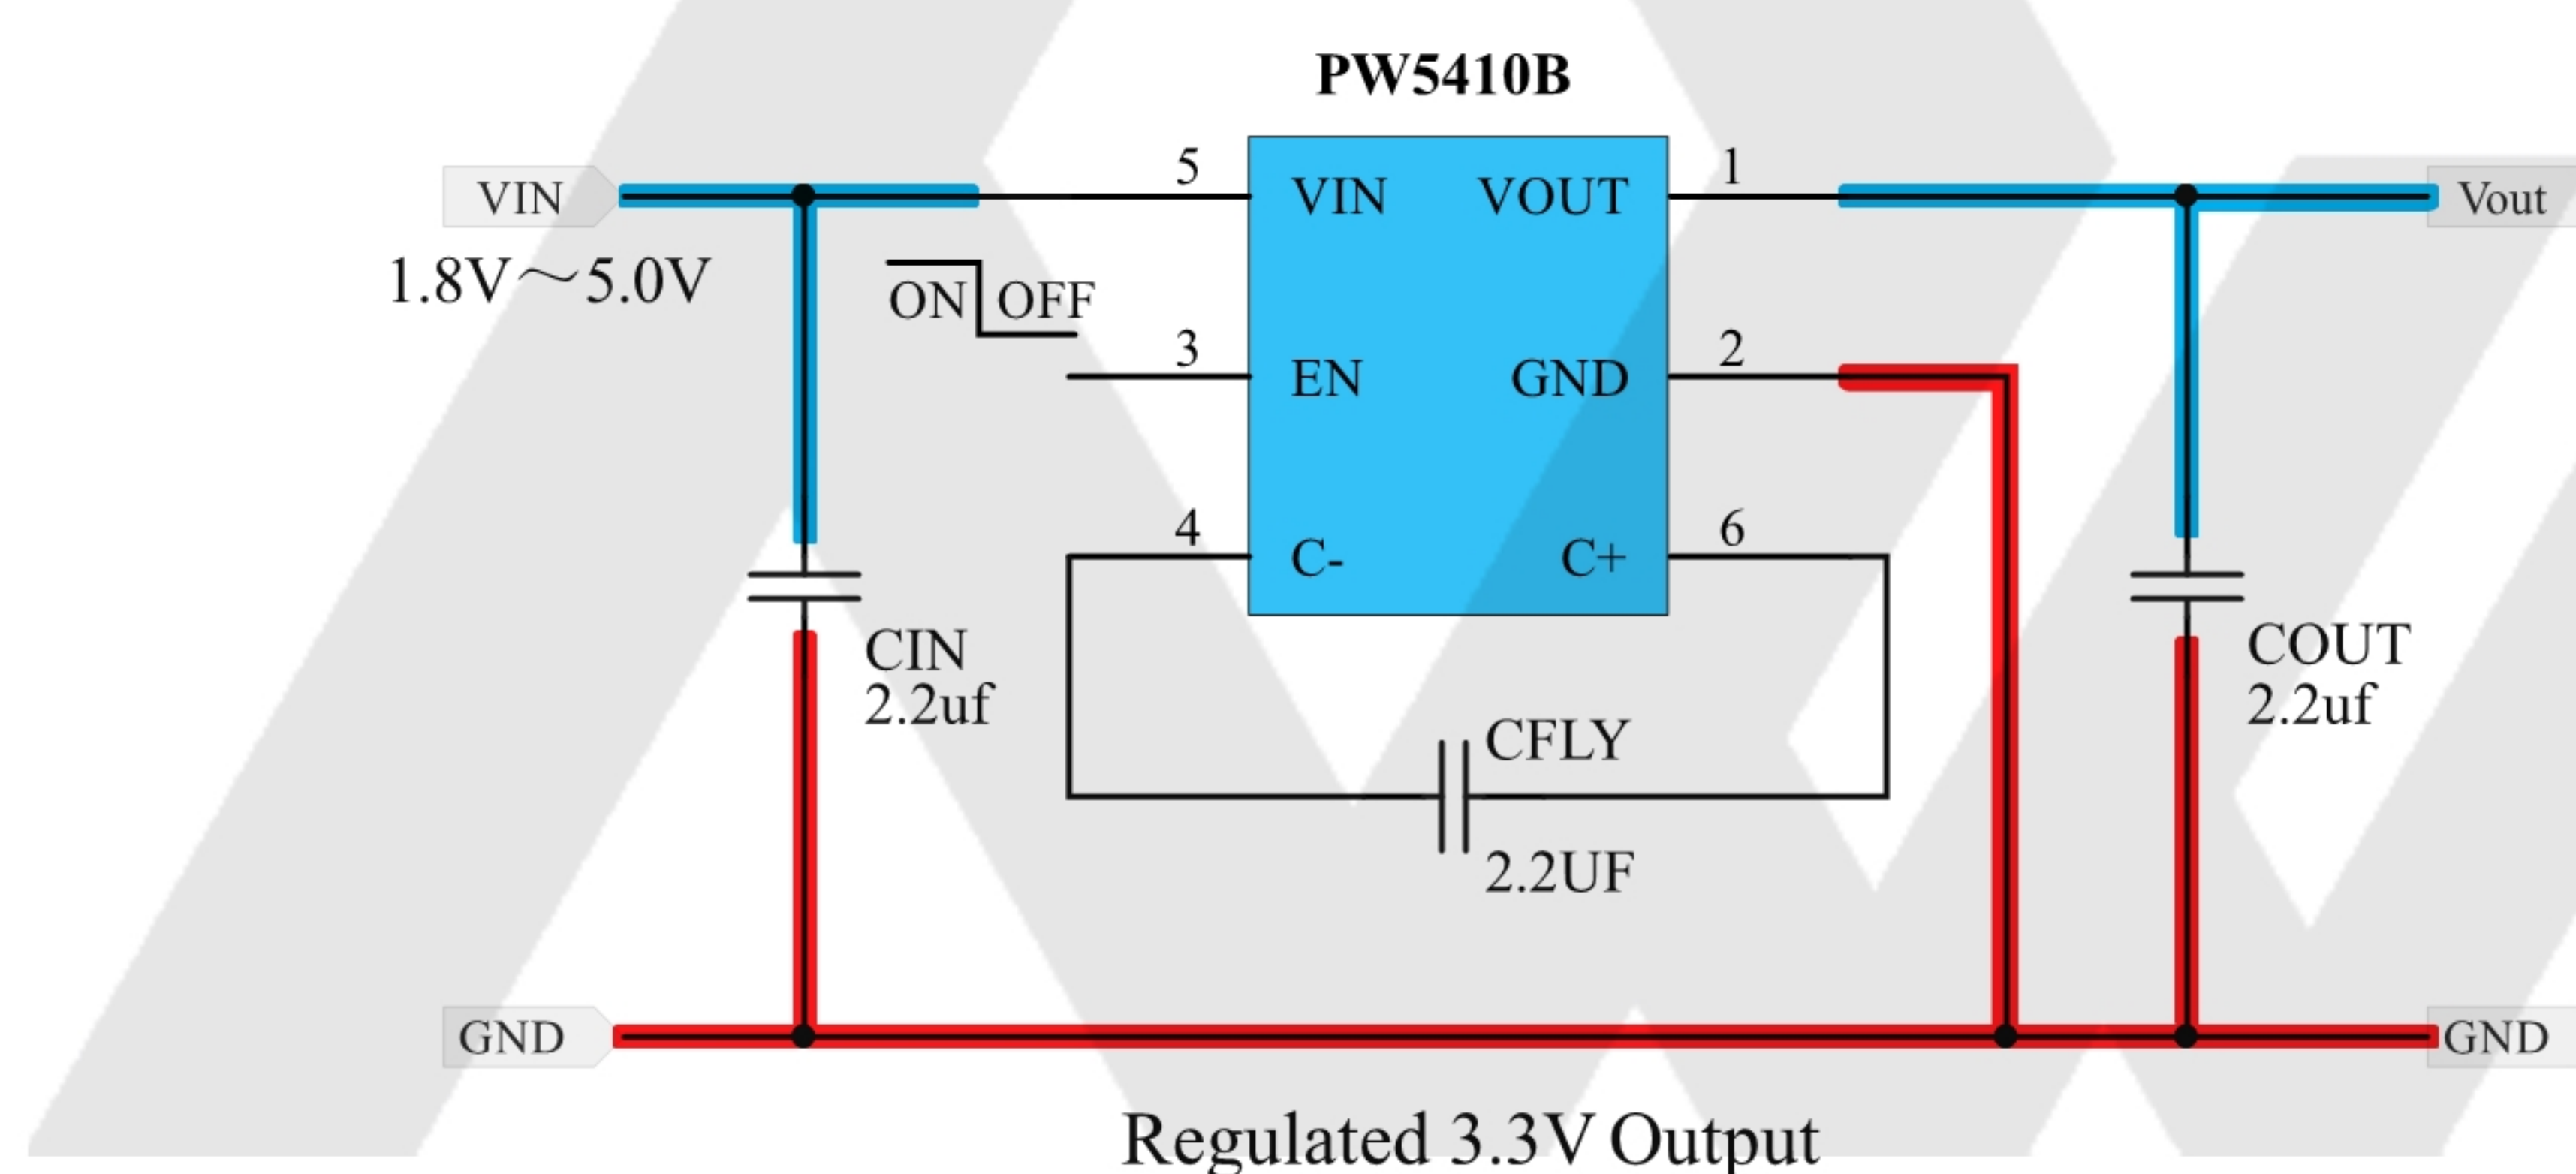 PW5410B
VIN
5
VIN
VOUT
1
Vout
1.8V～5.0V
ON
OFF
3
EN
GND
2
4
C-
C+
6
CIN
2.2uf
COUT
2.2uf
CFLY
2.2UF
GND
GND
Regulated 3.3V Output